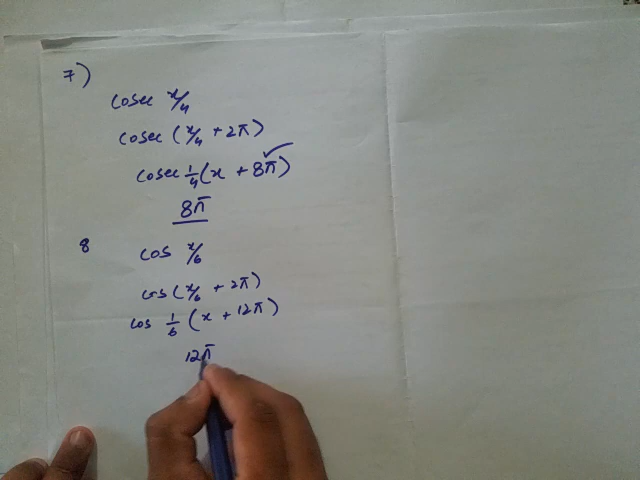 7)
cosec x/4
cosec (x/4 + 2π)
cosec 1/4 (x + 8π)
8π
8
cos x/6
cos (x/6 + 2π)
cos 1/6 (x + 12π)
12π